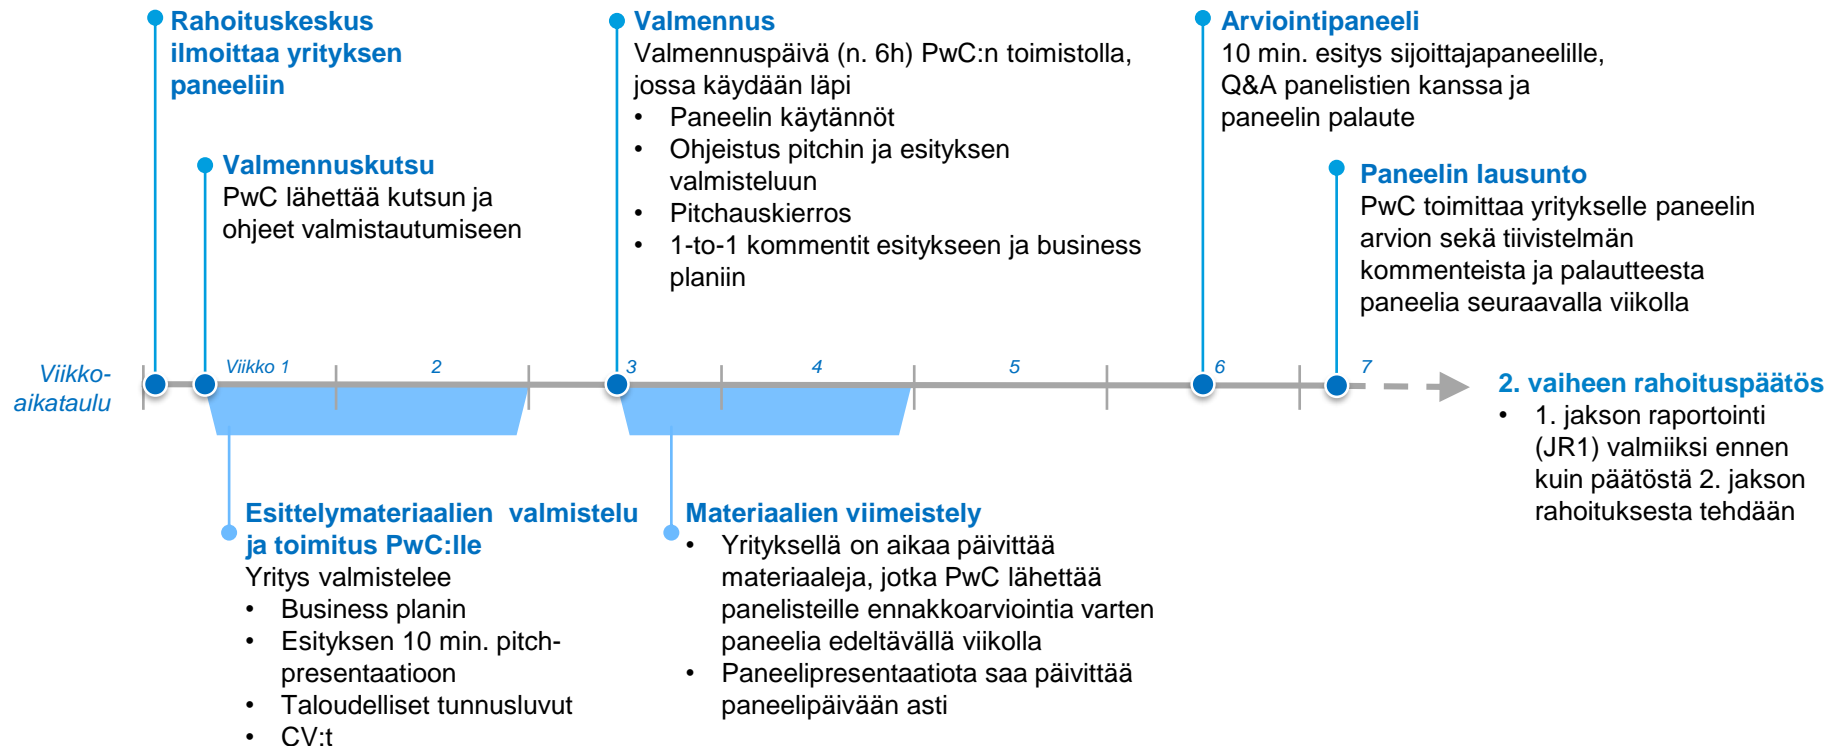 Rahoituskeskus
ilmoittaa yrityksen
paneeliin
Valmennuskutsu
PwC lähettää kutsun ja
ohjeet valmistautumiseen
Valmennus
Valmennuspäivä (n. 6h) PwC:n toimistolla,
jossa käydään läpi
• Paneelin käytännöt
• Ohjeistus pitchin ja esityksen
valmisteluun
• Pitchauskierros
• 1-to-1 kommentit esitykseen ja business
planiin
Arviointipaneeli
10 min. esitys sijoittajapaneelille,
Q&A panelistien kanssa ja
paneelin palaute
Paneelin lausunto
PwC toimittaa yritykselle paneelin
arvion sekä tiivistelmän
kommenteista ja palautteesta
paneelia seuraavalla viikolla
Viikko-
aikataulu
Viikko 1
2
3
4
5
6
7
2. vaiheen rahoituspäätös
• 1. jakson raportointi
(JR1) valmiiksi ennen
kuin päätöstä 2. jakson
rahoituksesta tehdään
Esittelymateriaalien valmistelu
ja toimitus PwC:lle
Yritys valmistelee
• Business planin
• Esityksen 10 min. pitch-
presentaatioon
• Taloudelliset tunnusluvut
• CV:t
Materiaalien viimeistely
• Yrityksellä on aikaa päivittää
materiaaleja, jotka PwC lähettää
panelisteille ennakkoarviointia varten
paneelia edeltävällä viikolla
• Paneelipresentaatiota saa päivittää
paneelipäivään asti